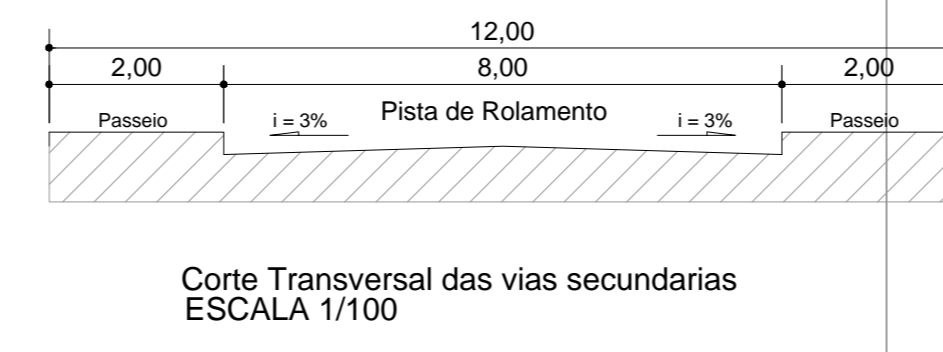 12,00
2,00 8,00 2,00
Passeio i = 3% Pista de Rolamento i = 3% Passeio
Corte Transversal das vias secundarias
ESCALA 1/100